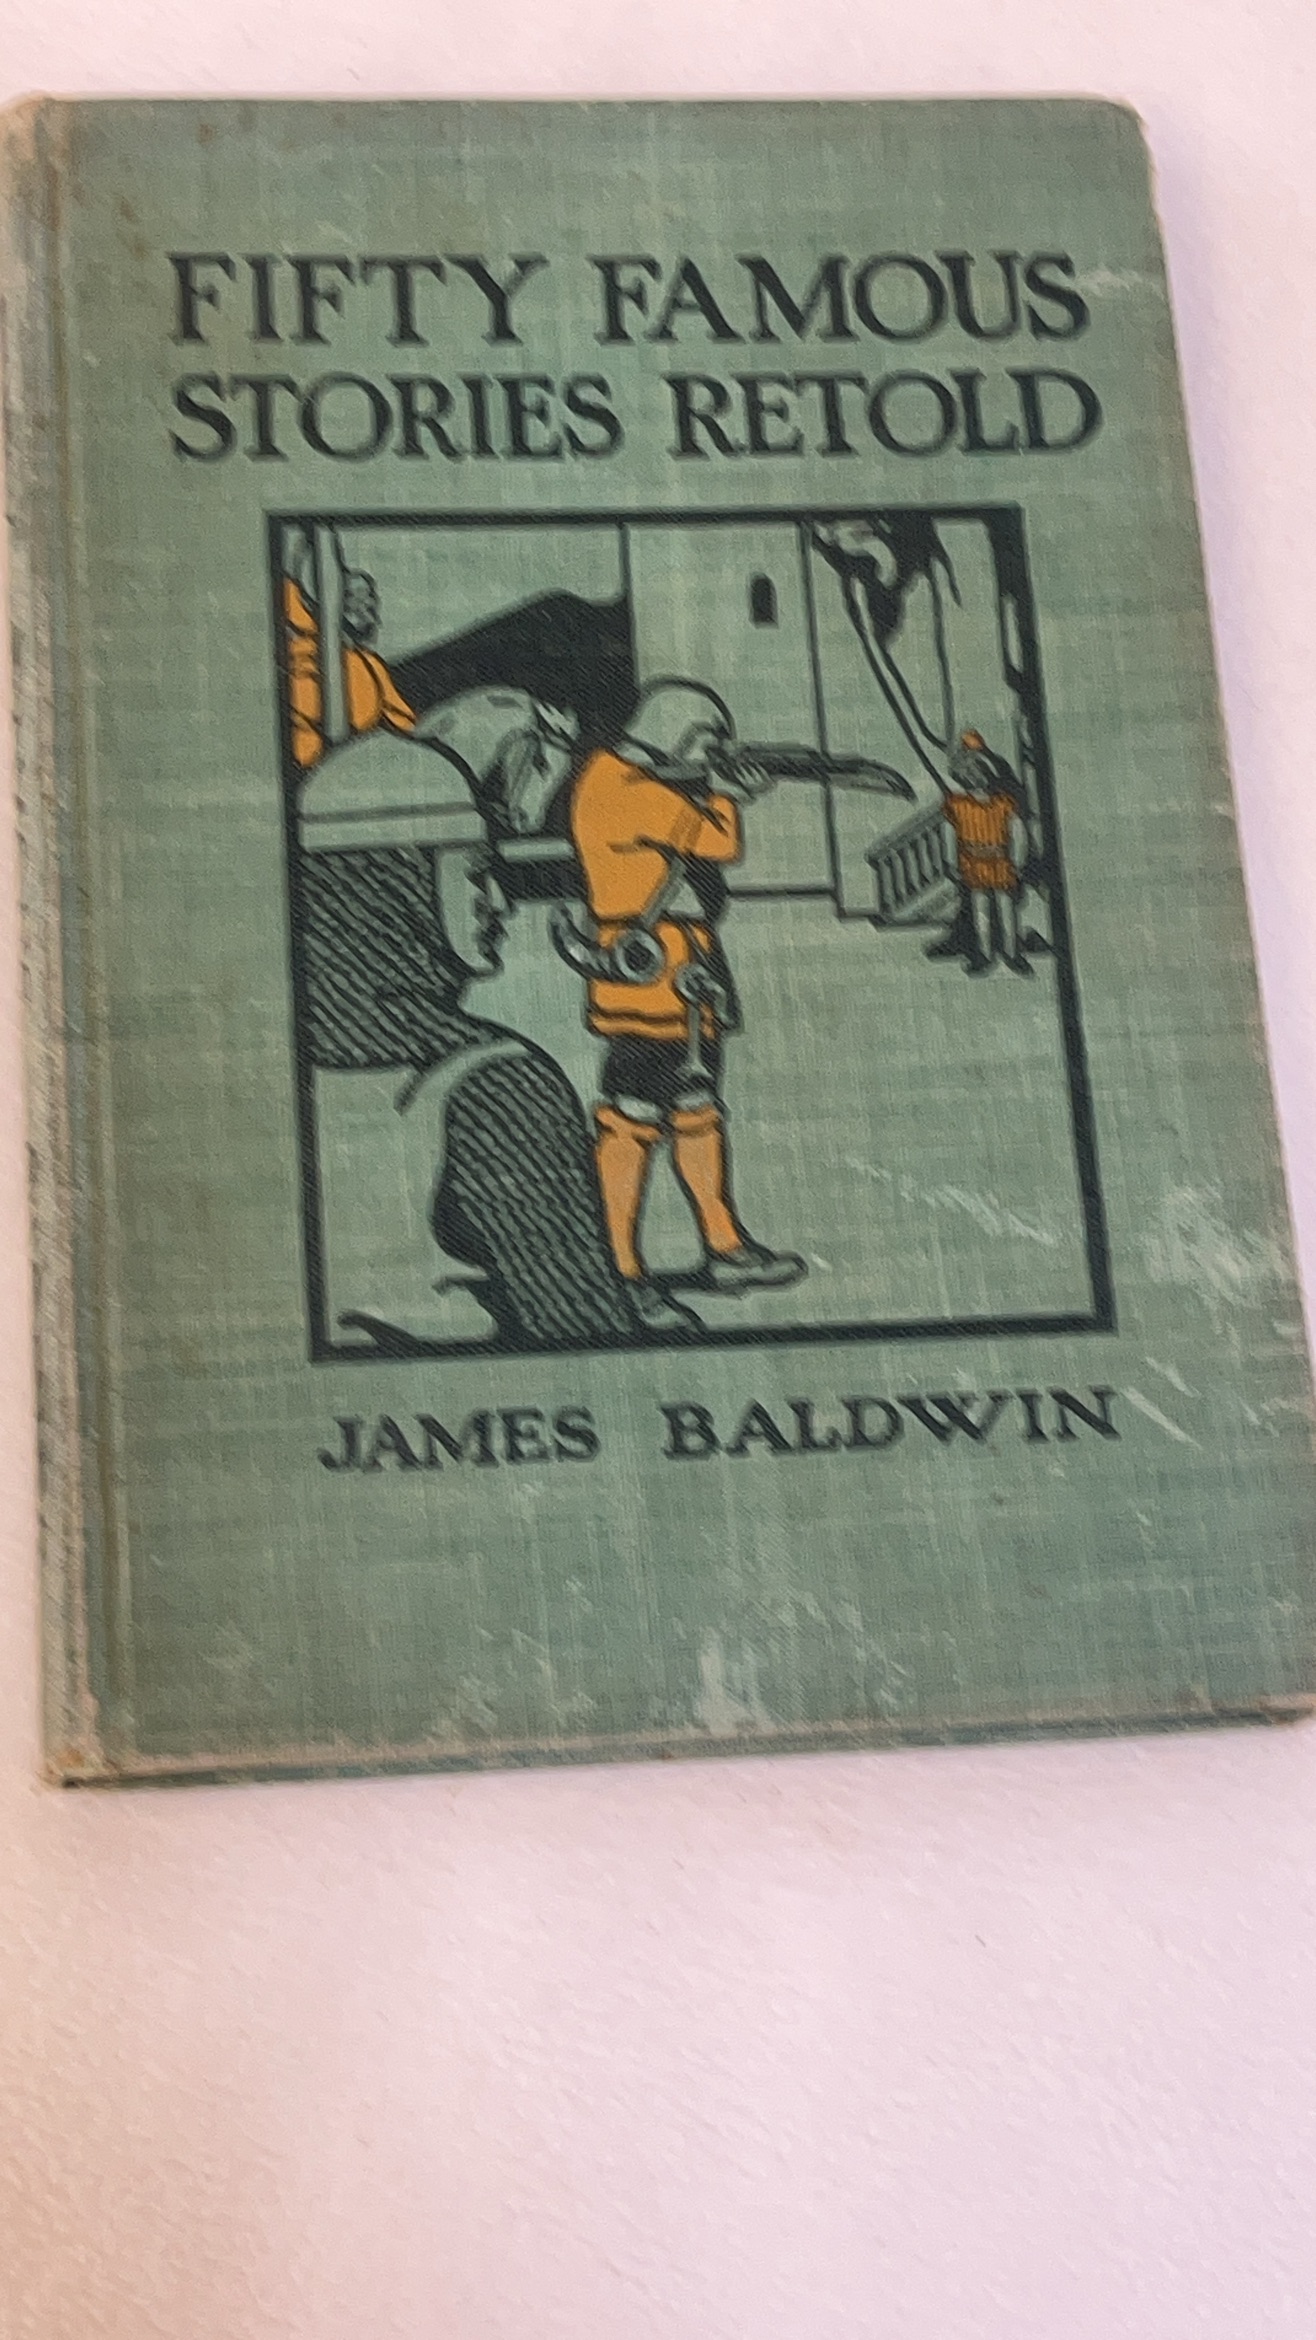 FIFTY FAMOUS
STORIES RETOLD
JAMES BALDWIN